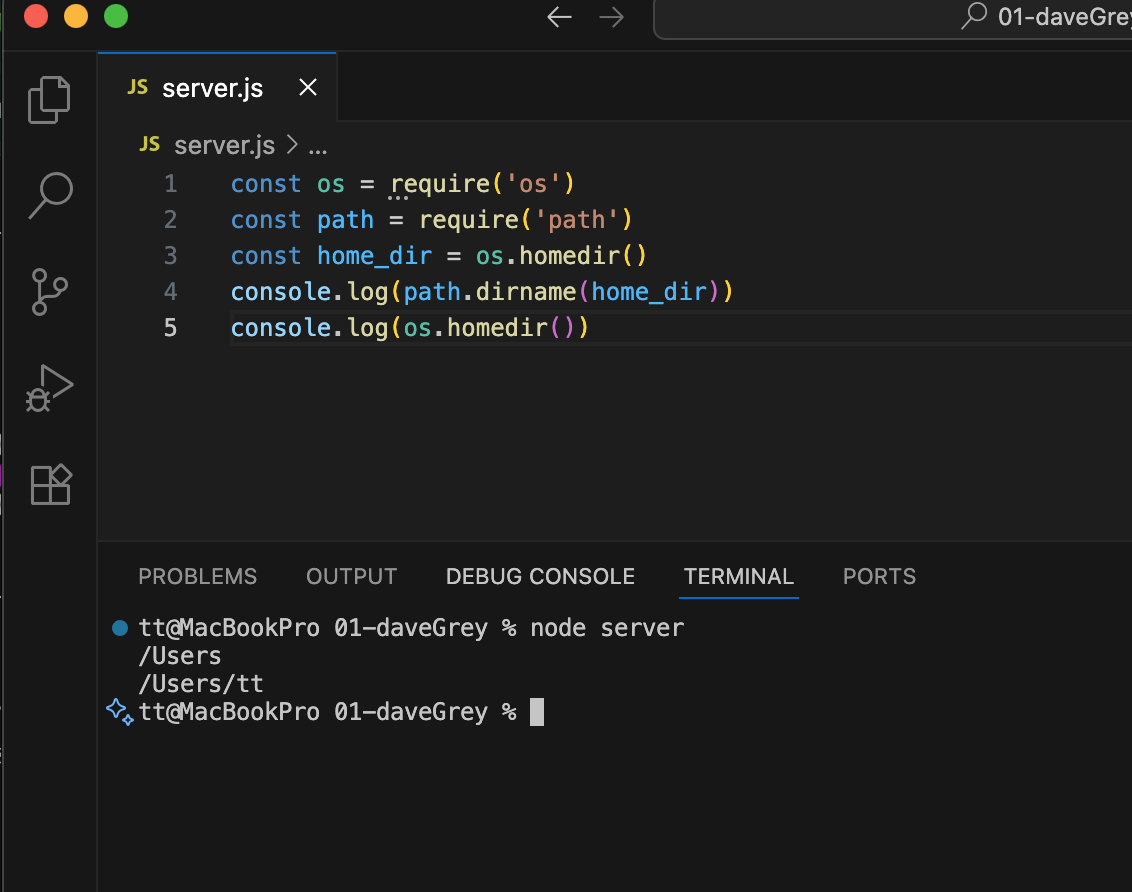 01-daveGrey
JS server.js
JS server.js > ...
1 const os = require('os')
2 const path = require('path')
3 const home_dir = os.homedir()
4 console.log(path.dirname(home_dir))
5 console.log(os.homedir())
PROBLEMS OUTPUT DEBUG CONSOLE TERMINAL PORTS
tt@MacBookPro 01-daveGrey % node server
/Users
/Users/tt
tt@MacBookPro 01-daveGrey %